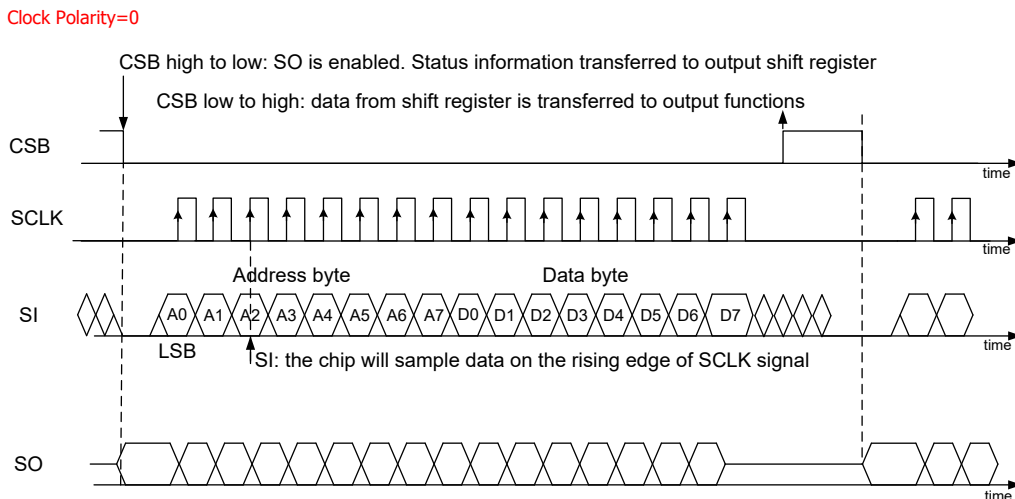 Clock Polarity=0
CSB high to low: SO is enabled. Status information transferred to output shift register
CSB low to high: data from shift register is transferred to output functions
CSB
time
SCLK
time
Address byte
Data byte
SI
A0 A1 A2 A3 A4 A5 A6 A7 D0 D1 D2 D3 D4 D5 D6 D7
time
LSB
SI: the chip will sample data on the rising edge of SCLK signal
SO
time